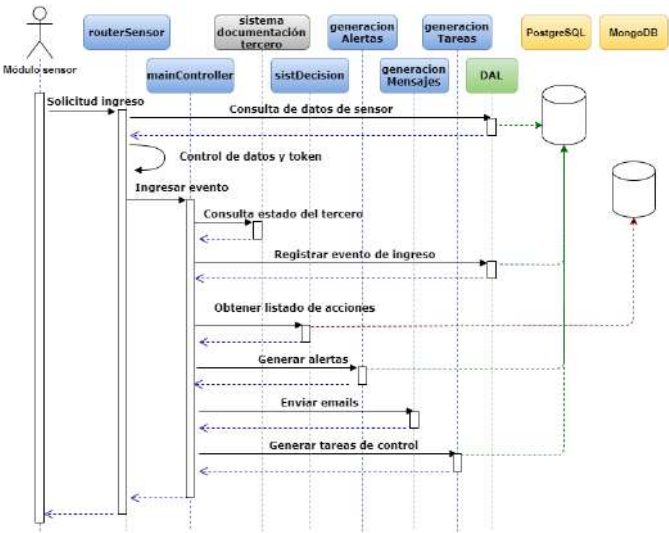 routerSensor
sistema
documentación
tercero
generacion
Alertas
generacion
Tareas
PostgreSQL
MongoDB
Módulo sensor
mainController
sistDecision
generacion
Mensajes
DAL
Solicitud ingreso
Consulta de datos de sensor
Control de datos y token
Ingresar evento
Consulta estado del tercero
Registrar evento de ingreso
Obtener listado de acciones
Generar alertas
Enviar emails
Generar tareas de control